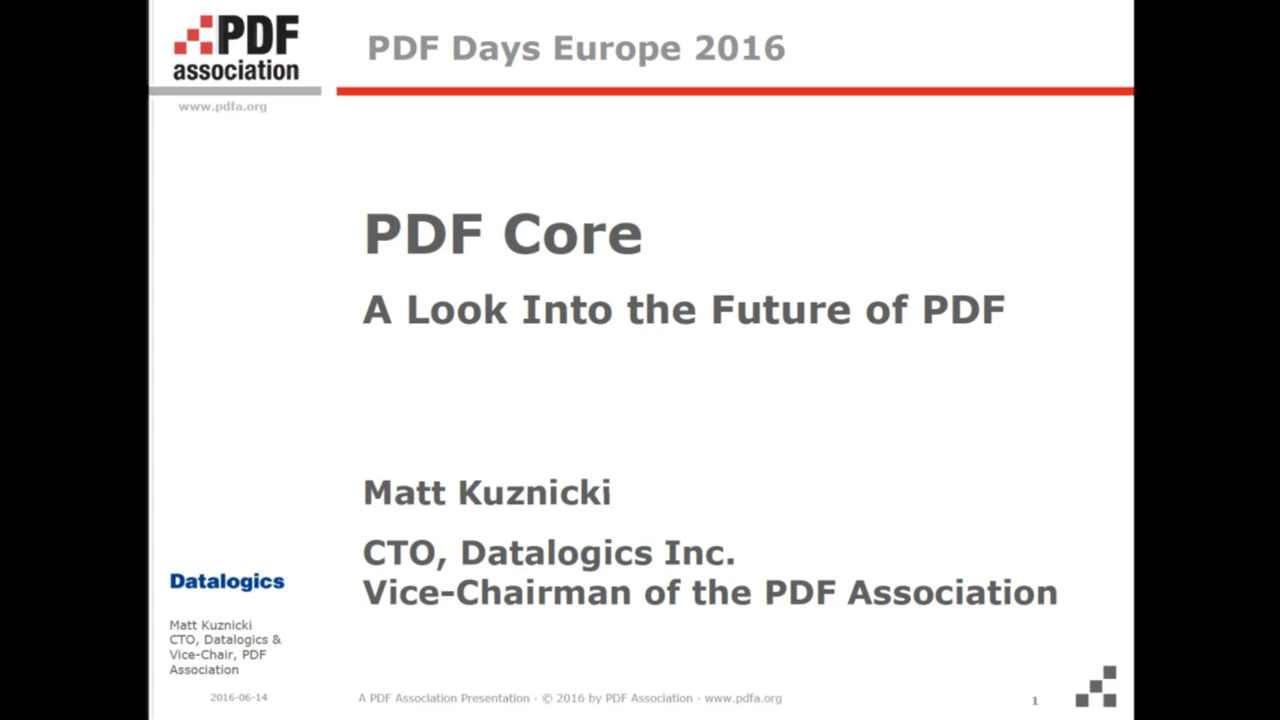 PDF association
www.pdfa.org
PDF Days Europe 2016
PDF Core
A Look Into the Future of PDF
Matt Kuznicki
CTO, Datalogics Inc.
Vice-Chairman of the PDF Association
Datalogics
Matt Kuznicki
CTO, Datalogics &
Vice-Chair, PDF
Association
2016-06-14
A PDF Association Presentation - © 2016 by PDF Association - www.pdfa.org
1